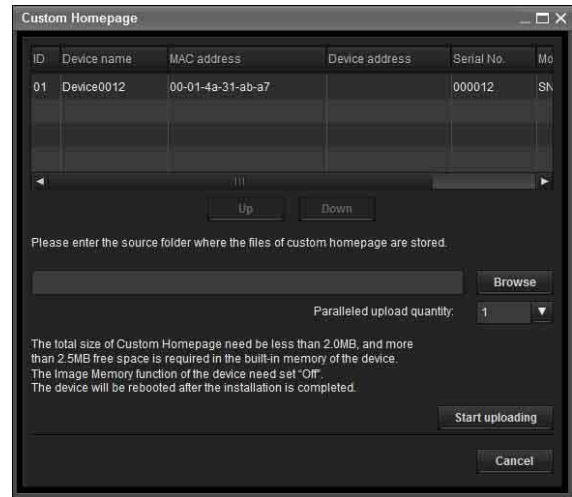 Custom Homepage
ID Device name MAC address Device address Serial No. Mo
01 Device0012 00-01-4a-31-ab-a7 000012 SN
Up Down
Please enter the source folder where the files of custom homepage are stored.
Browse
Paralleled upload quantity: 1
The total size of Custom Homepage need be less than 2.0MB, and more
than 2.5MB free space is required in the built-in memory of the device.
The Image Memory function of the device need set “Off”.
The device will be rebooted after the installation is completed.
Start uploading
Cancel